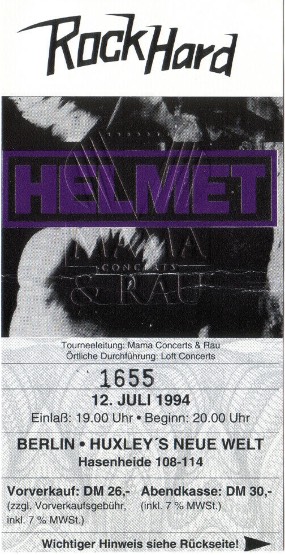 RockHard
HELMET
MAMA
CONCERTS
& RAU
Tourneeleitung: Mama Concerts & Rau
Örtliche Durchführung: Loft Concerts
1655
12. JULI 1994
Einlaß: 19.00 Uhr • Beginn: 20.00 Uhr
BERLIN • HUXLEY´S NEUE WELT
Hasenheide 108-114
Vorverkauf: DM 26,- Abendkasse: DM 30,-
(zzgl. Vorverkaufsgebühr, (inkl. 7 % MWSt.)
inkl. 7 % MWSt.)
Wichtiger Hinweis siehe Rückseite!